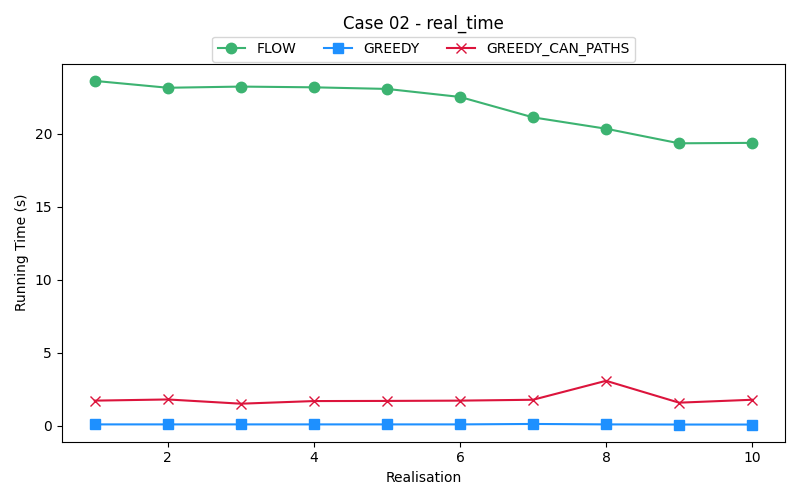 Case 02 - real_time
FLOW GREEDY GREEDY_CAN_PATHS
20
15
10
5
0
Running Time (s)
2 4 6 8 10
Realisation